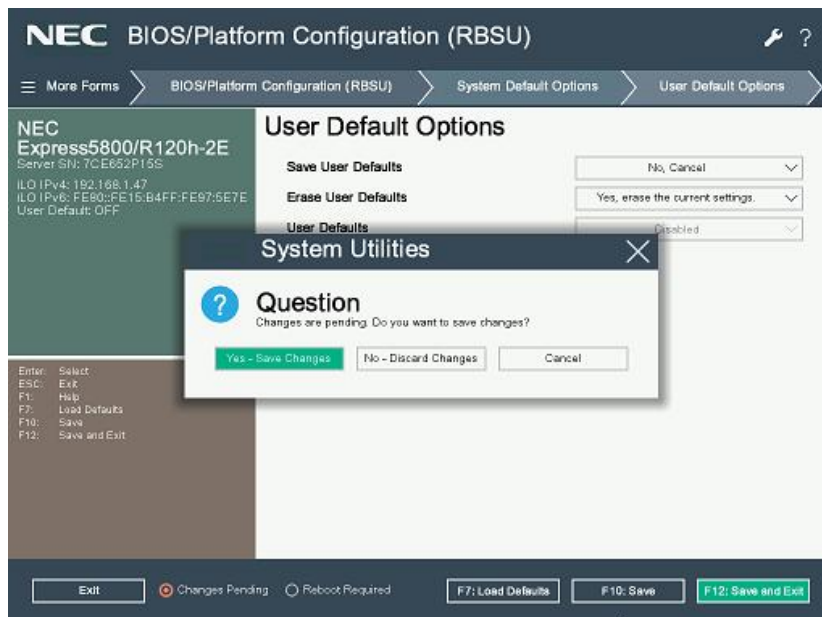 NEC BIOS/Platform Configuration (RBSU) ?
More Forms BIOS/Platform Configuration (RBSU) System Default Options User Default Options
NEC
Express5800/R120h-2E
Server SN: 7CE652P15S
iLO IPv4: 192.168.1.47
iLO IPv6: FE80::FE15:B4FF:FE97:5E7E
User Default: OFF
User Default Options
Save User Defaults No, Cancel
Erase User Defaults Yes, erase the current settings.
User Defaults Disabled
System Utilities
?
Question
Changes are pending. Do you want to save changes?
Yes - Save Changes No - Discard Changes Cancel
Enter: Select
ESC: Exit
F1: Help
F7: Load Defaults
F10: Save
F12: Save and Exit
Exit Changes Pending Reboot Required F7: Load Defaults F10: Save F12: Save and Exit